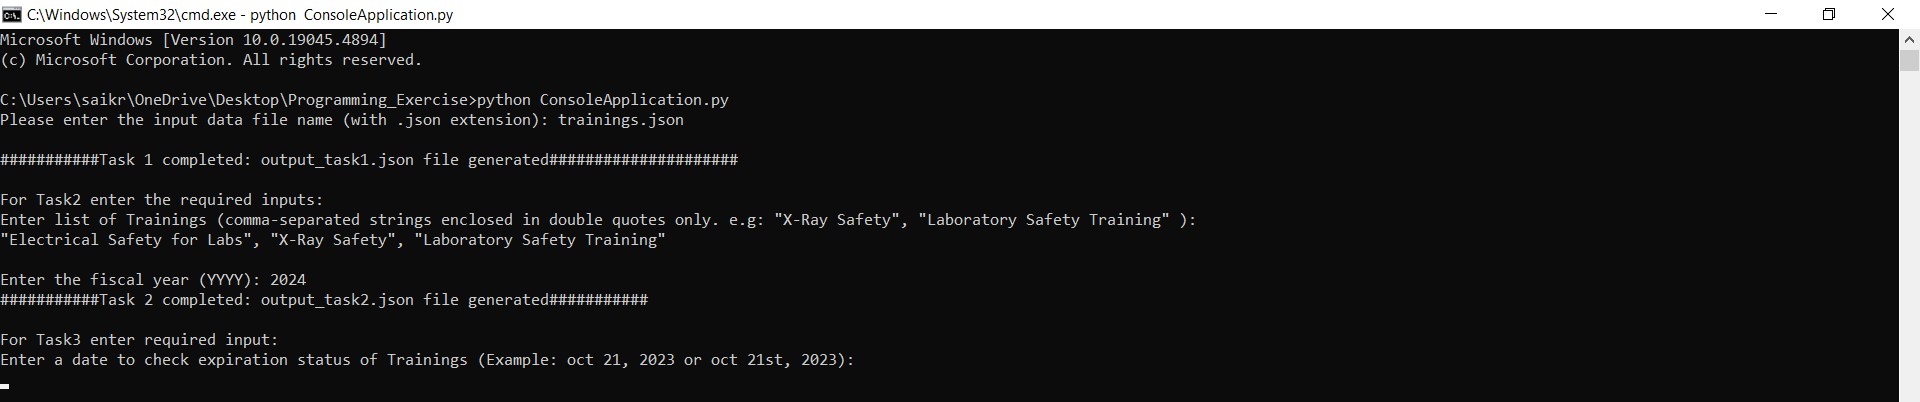 C:\Windows\System32\cmd.exe - python  ConsoleApplication.py
Microsoft Windows [Version 10.0.19045.4894]
(c) Microsoft Corporation. All rights reserved.
C:\Users\saikr\OneDrive\Desktop\Programming_Exercise>python ConsoleApplication.py
Please enter the input data file name (with .json extension): trainings.json
###########Task 1 completed: output_task1.json file generated#####################
For Task2 enter the required inputs:
Enter list of Trainings (comma-separated strings enclosed in double quotes only. e.g: "X-Ray Safety", "Laboratory Safety Training" ):
"Electrical Safety for Labs", "X-Ray Safety", "Laboratory Safety Training"
Enter the fiscal year (YYYY): 2024
###########Task 2 completed: output_task2.json file generated###########
For Task3 enter required input:
Enter a date to check expiration status of Trainings (Example: oct 21, 2023 or oct 21st, 2023):